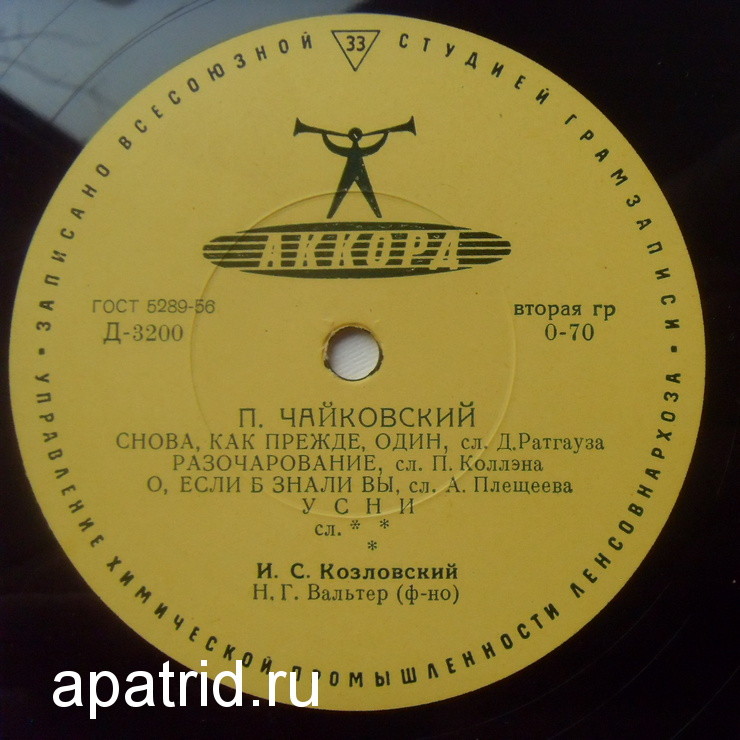 ЗАПИСАНО ВСЕСОЮЗНОЙ 33 СТУДИЕЙ ГРАМЗАПИСИ
АККОРД
ГОСТ 5289-56
Д-3200
вторая гр
0-70
П. ЧАЙКОВСКИЙ
СНОВА, КАК ПРЕЖДЕ, ОДИН, сл. Д.Ратгауза
РАЗОЧАРОВАНИЕ, сл. П. Коллэна
О, ЕСЛИ Б ЗНАЛИ ВЫ, сл. А. Плещеева
УСНИ
сл. * *
*
И. С. Козловский
Н. Г. Вальтер (ф-но)
• УПРАВЛЕНИЕ ХИМИЧЕСКОЙ ПРОМЫШЛЕННОСТИ ЛЕНСОВНАРХОЗА •
apatrid.ru